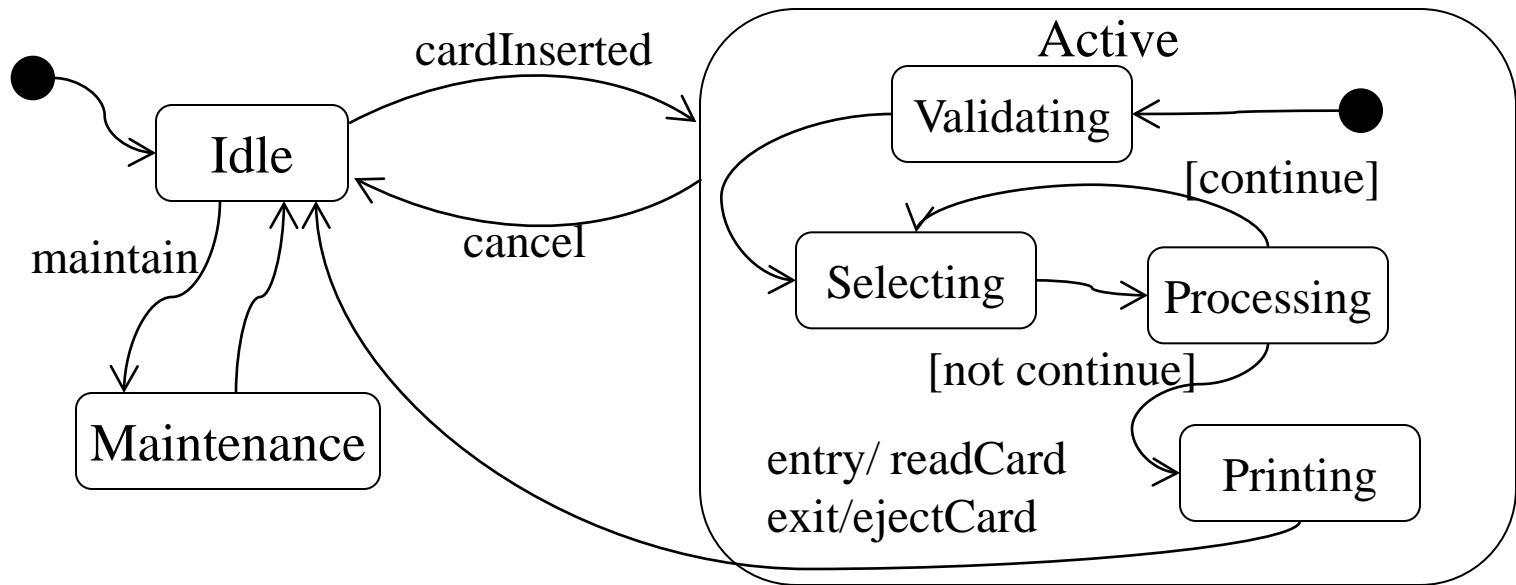 Active
cardInserted
Validating
Idle
[continue]
cancel
maintain
Selecting
Processing
[not continue]
Maintenance
entry/ readCard
Printing
exit/ejectCard